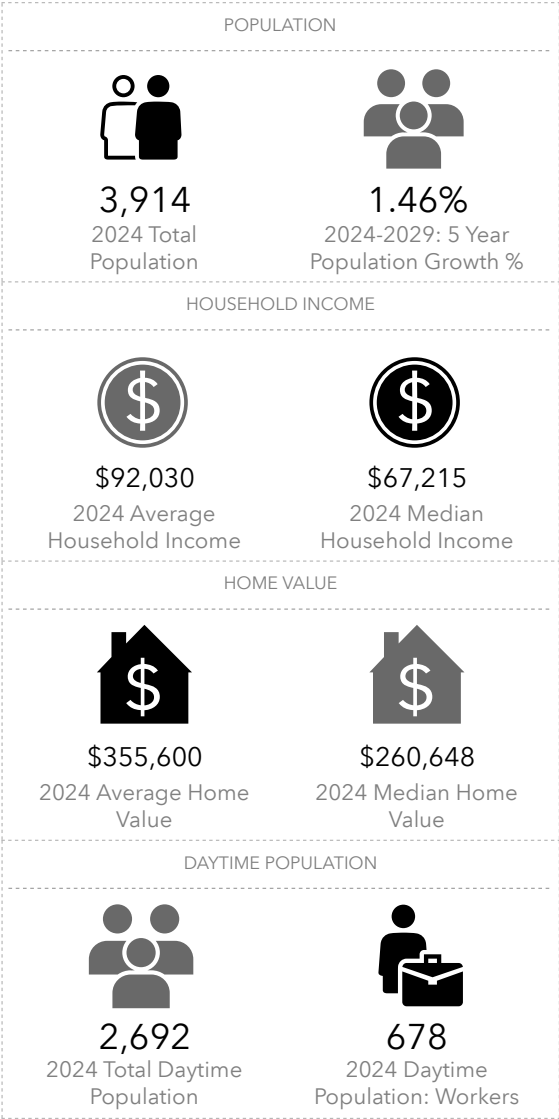 POPULATION
3,914
2024 Total
Population
1.46%
2024-2029: 5 Year
Population Growth %
HOUSEHOLD INCOME
$
$92,030
2024 Average
Household Income
$
$67,215
2024 Median
Household Income
HOME VALUE
$
$355,600
2024 Average Home
Value
$
$260,648
2024 Median Home
Value
DAYTIME POPULATION
2,692
2024 Total Daytime
Population
678
2024 Daytime
Population: Workers